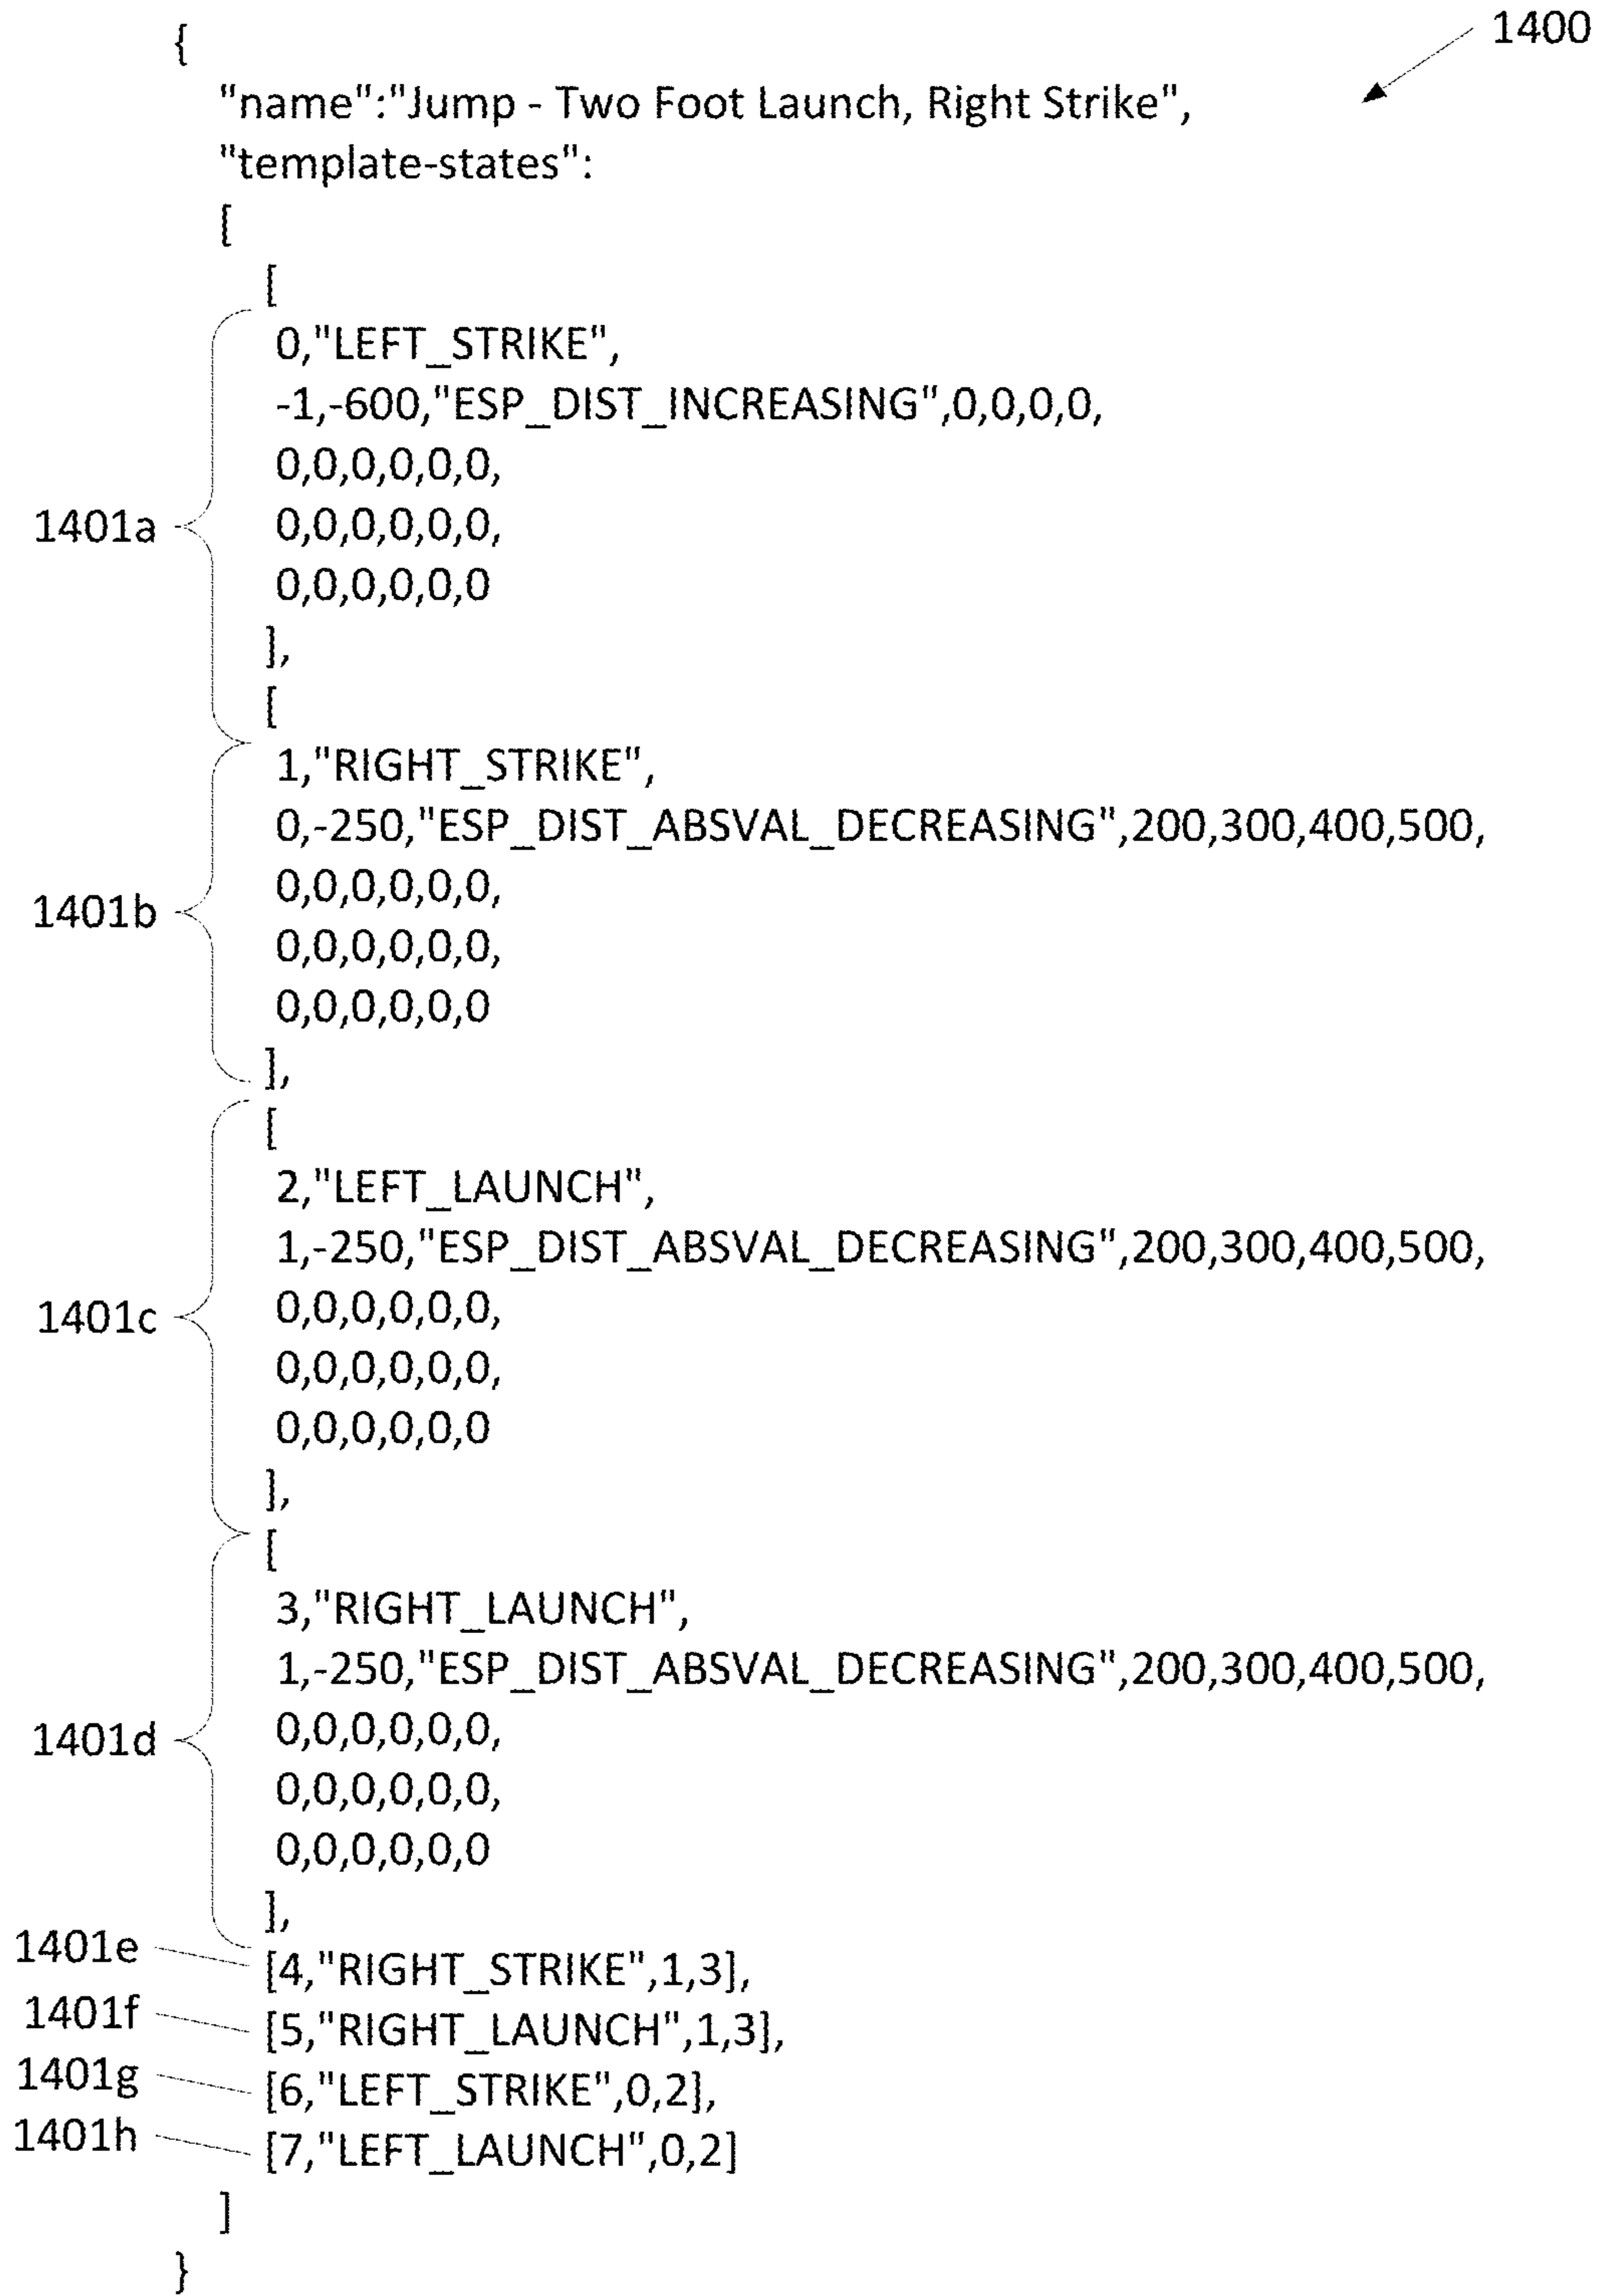 1400
{
"name":"Jump - Two Foot Launch, Right Strike",
"template-states":
[
[
0,"LEFT_STRIKE",
-1,-600,"ESP_DIST_INCREASING",0,0,0,0,
0,0,0,0,0,0,
1401a
0,0,0,0,0,0,
0,0,0,0,0,0
],
[
1,"RIGHT_STRIKE",
0,-250,"ESP_DIST_ABSVAL_DECREASING",200,300,400,500,
0,0,0,0,0,0,
1401b
0,0,0,0,0,0,
0,0,0,0,0,0
],
[
2,"LEFT_LAUNCH",
1,-250,"ESP_DIST_ABSVAL_DECREASING",200,300,400,500,
0,0,0,0,0,0,
1401c
0,0,0,0,0,0,
0,0,0,0,0,0
],
[
3,"RIGHT_LAUNCH",
1,-250,"ESP_DIST_ABSVAL_DECREASING",200,300,400,500,
0,0,0,0,0,0,
1401d
0,0,0,0,0,0,
0,0,0,0,0,0
],
1401e
[4,"RIGHT_STRIKE",1,3],
1401f
[5,"RIGHT_LAUNCH",1,3],
1401g
[6,"LEFT_STRIKE",0,2],
1401h
[7,"LEFT_LAUNCH",0,2]
]
}